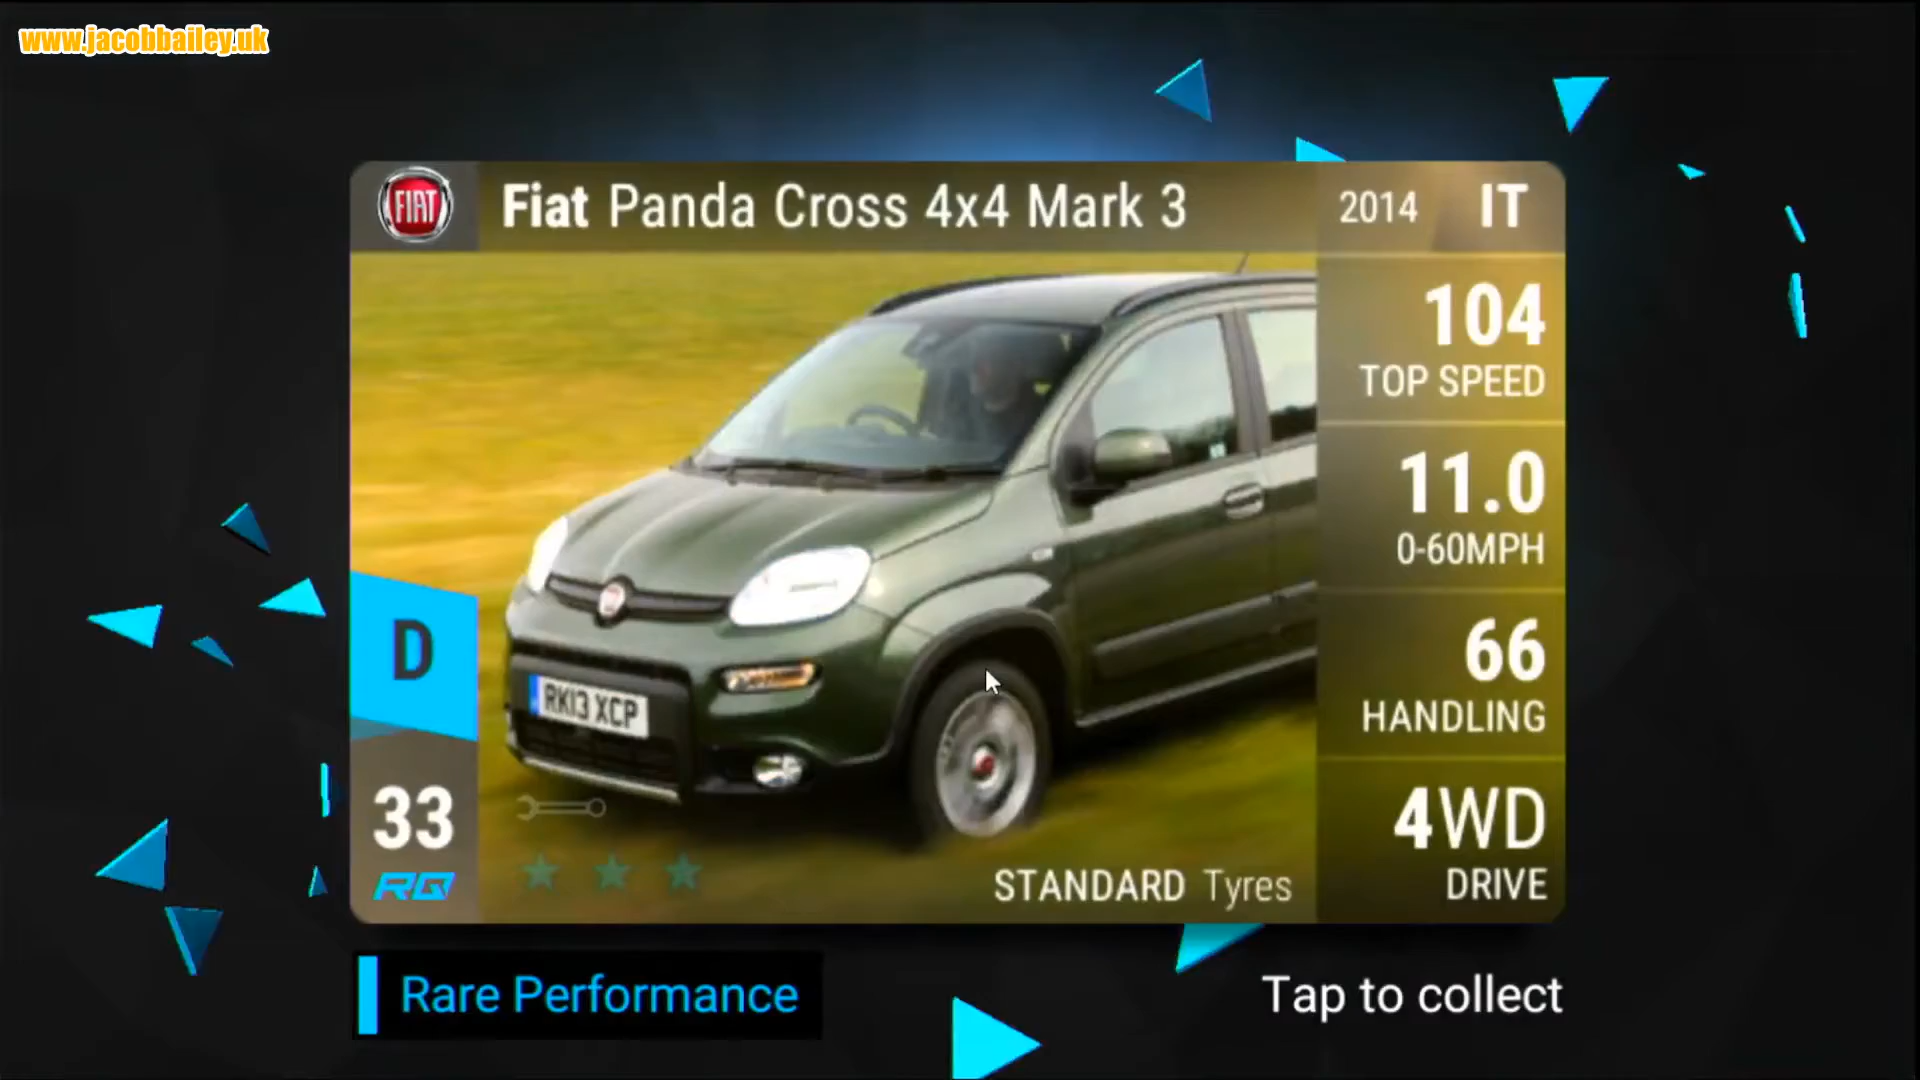 www.jacobbailey.uk
FIAT
Fiat Panda Cross 4x4 Mark 3
2014
IT
104
TOP SPEED
11.0
0-60MPH
D
66
HANDLING
RK13 XCP
33
RQ
4WD
DRIVE
STANDARD Tyres
Rare Performance
Tap to collect